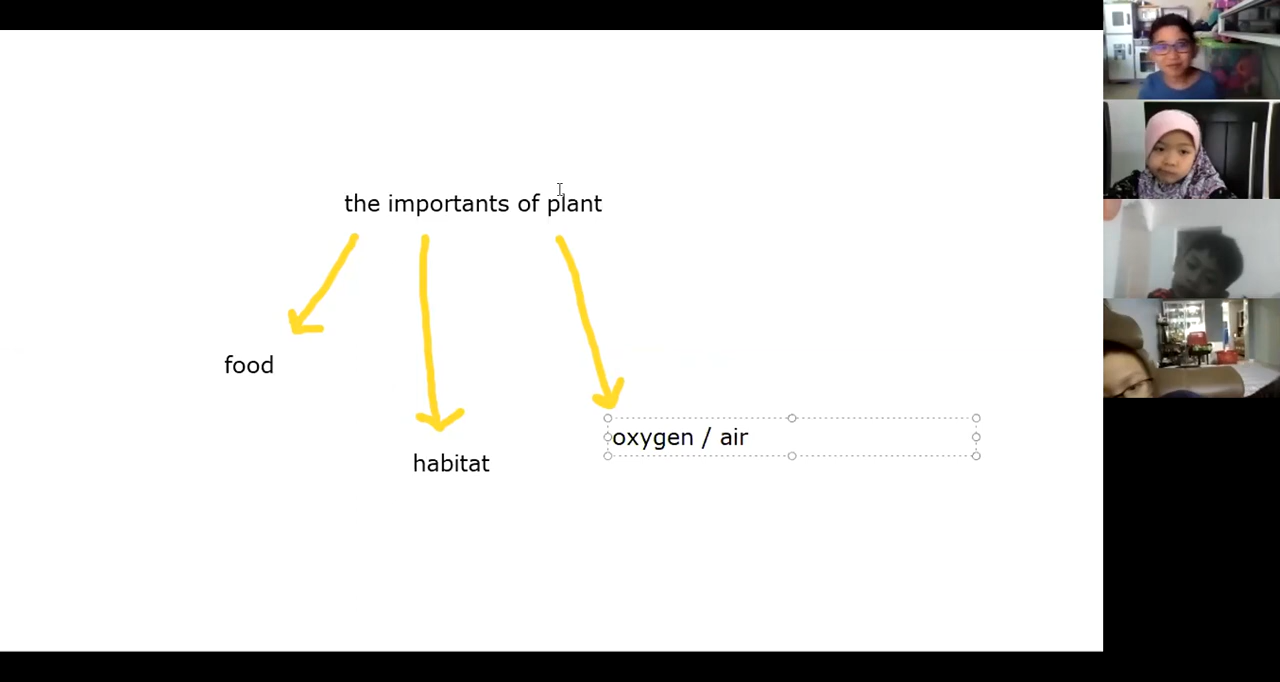 the importants of plant
food
habitat
oxygen / air